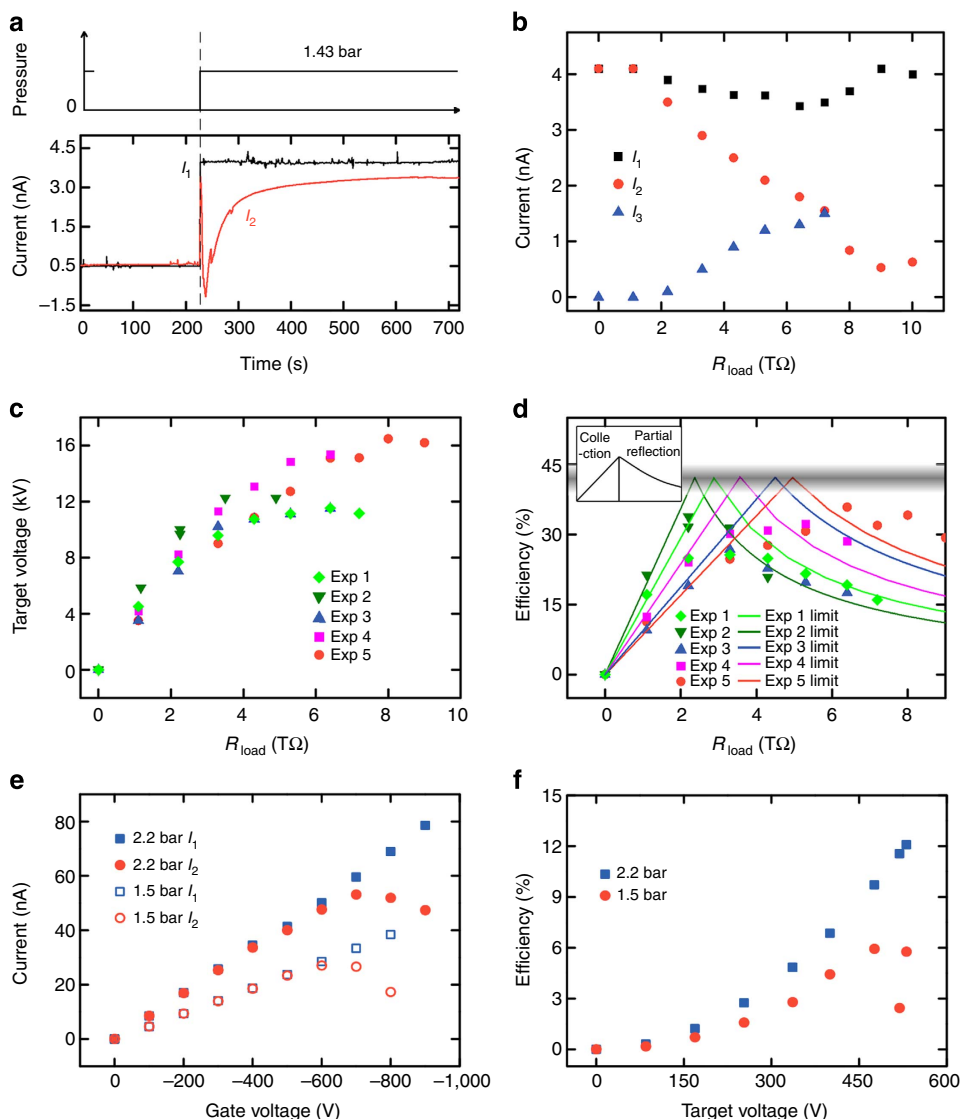 a
Pressure
1.43 bar
0
Current (nA)
4.5
3.0
1.5
0.5
–1.5
I1
I2
0 100 200 300 400 500 600 700
Time (s)
b
Current (nA)
4
3
2
1
0
I1
I2
I3
0 2 4 6 8 10
Rload (TΩ)
c
Target voltage (kV)
16
12
8
4
0
Exp 1
Exp 2
Exp 3
Exp 4
Exp 5
0 2 4 6 8 10
Rload (TΩ)
d
Efficiency (%)
45
30
15
0
Colle
-ction
Partial
reflection
Exp 1 Exp 1 limit
Exp 2 Exp 2 limit
Exp 3 Exp 3 limit
Exp 4 Exp 4 limit
Exp 5 Exp 5 limit
0 2 4 6 8
Rload (TΩ)
e
Current (nA)
80
60
40
20
0
2.2 bar I1
2.2 bar I2
1.5 bar I1
1.5 bar I2
0 –200 –400 –600 –800 –1,000
Gate voltage (V)
f
Efficiency (%)
15
12
9
6
3
0
2.2 bar
1.5 bar
0 150 300 450 600
Target voltage (V)